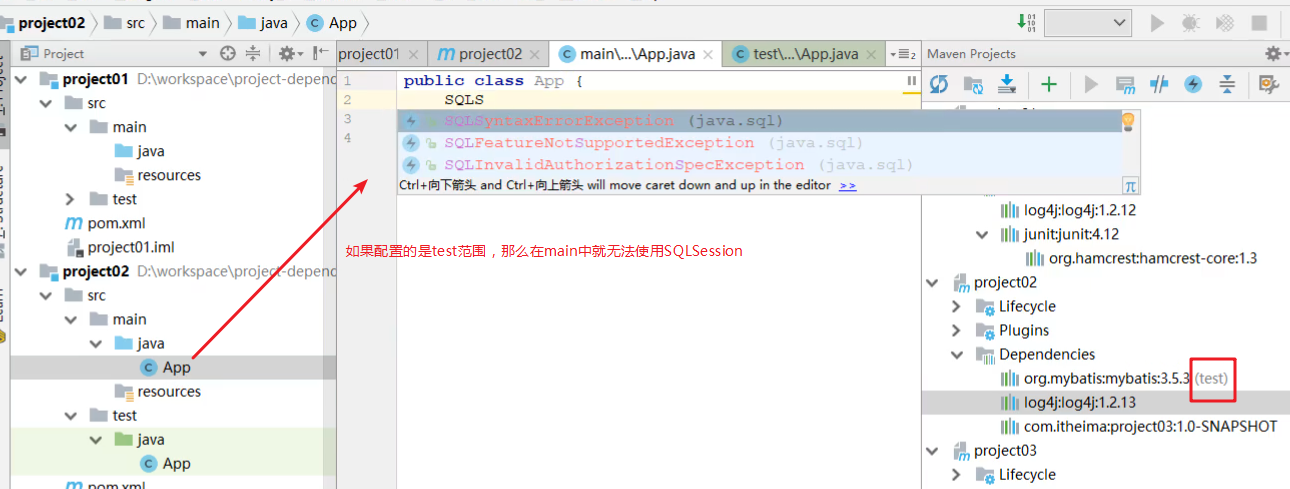 project02 src main java App
Project
project01
project02
main\...\App.java
test\...\App.java
2
Maven Projects
project01 D:\workspace\project-depend
src
main
java
resources
test
pom.xml
project01.iml
project02 D:\workspace\project-depend
src
main
java
App
resources
test
java
App
pom.xml
1 public class App {
2 SQLS
3
4
SQLSyntaxErrorException (java.sql)
SQLFeatureNotSupportedException (java.sql)
SQLInvalidAuthorizationSpecException (java.sql)
Ctrl+向下箭头 and Ctrl+向上箭头 will move caret down and up in the editor >>
π
如果配置的是test范围，那么在main中就无法使用SQLSession
log4j:log4j:1.2.12
junit:junit:4.12
org.hamcrest:hamcrest-core:1.3
project02
Lifecycle
Plugins
Dependencies
org.mybatis:mybatis:3.5.3 (test)
log4j:log4j:1.2.13
com.itheima:project03:1.0-SNAPSHOT
project03
Lifecycle